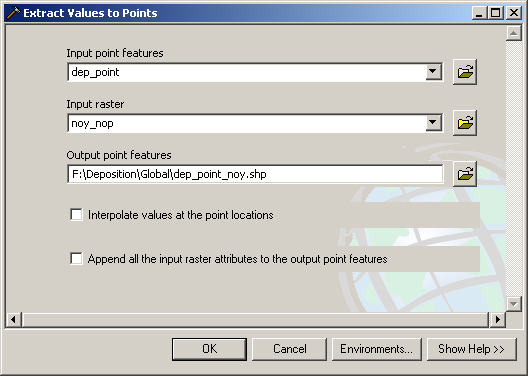 Extract Values to Points
Input point features
dep_point
Input raster
noy_nop
Output point features
F:\Deposition\Global\dep_point_noy.shp
Interpolate values at the point locations
Append all the input raster attributes to the output point features
OK Cancel Environments... Show Help >>